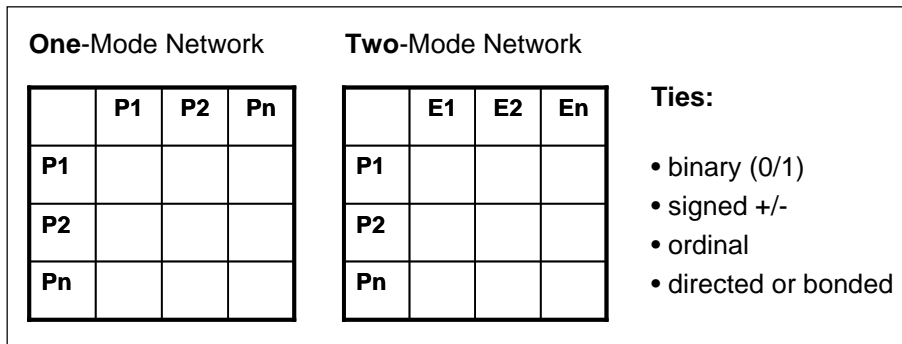 One-Mode Network
P1 P2 Pn
P1
P2
Pn
Two-Mode Network
E1 E2 En
P1
P2
Pn
Ties:
• binary (0/1)
• signed +/-
• ordinal
• directed or bonded